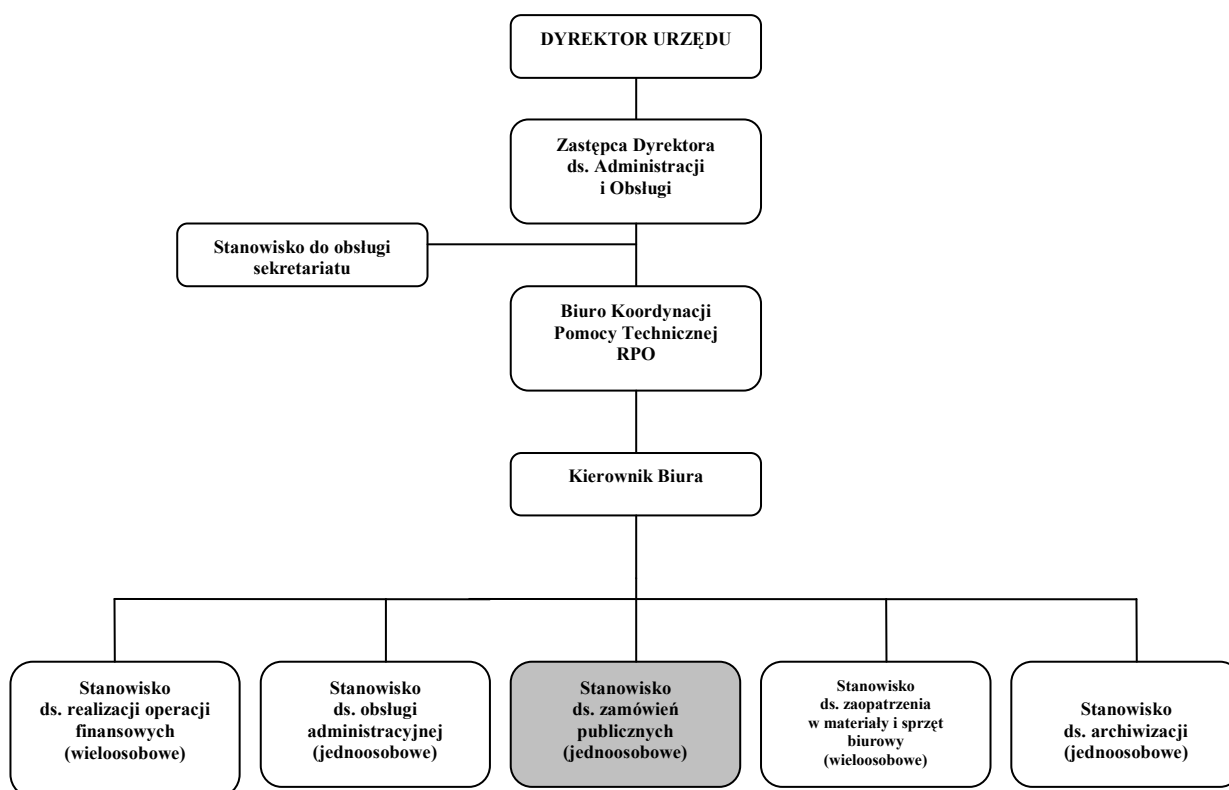 DYREKTOR URZĘDU
Zastępca Dyrektora
ds. Administracji
i Obsługi
Stanowisko do obsługi
sekretariatu
Biuro Koordynacji
Pomocy Technicznej
RPO
Kierownik Biura
Stanowisko
ds. realizacji operacji
finansowych
(wieloosobowe)
Stanowisko
ds. obsługi
administracyjnej
(jednoosobowe)
Stanowisko
ds. zamówień
publicznych
(jednoosobowe)
Stanowisko
ds. zaopatrzenia
w materiały i sprzęt
biurowy
(wieloosobowe)
Stanowisko
ds. archiwizacji
(jednoosobowe)